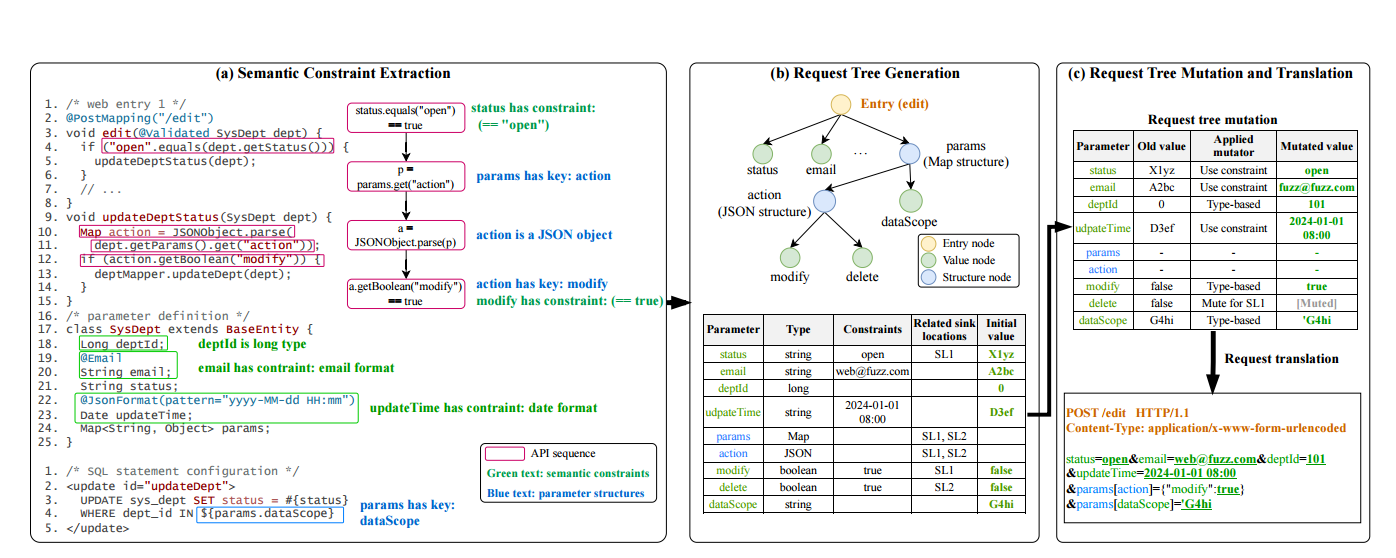 (a) Semantic Constraint Extraction
1. /* web entry 1 */
2. @PostMapping("/edit")
3. void edit(@Validated SysDept dept) {
4. if ("open".equals(dept.getStatus())) {
5. updateDeptStatus(dept);
6. }
7. // ...
8. }
9. void updateDeptStatus(SysDept dept) {
10. Map action = JSONObject.parse(
11. dept.getParams().get("action"));
12. if (action.getBoolean("modify")) {
13. deptMapper.updateDept(dept);
14. }
15. }
16. /* parameter definition */
17. class SysDept extends BaseEntity {
18. Long deptId;
19. @Email
20. String email;
21. String status;
22. @JsonFormat(pattern="yyyy-MM-dd HH:mm")
23. Date updateTime;
24. Map<String, Object> params;
25. }
deptId is long type
email has contraint: email format
updateTime has contraint: date format
1. /* SQL statement configuration */
2. <update id="updateDept">
3. UPDATE sys_dept SET status = #{status}
4. WHERE dept_id IN ${params.dataScope}
5. </update>
params has key:
dataScope
status.equals("open")
== true
status has constraint:
(== "open")
p =
params.get("action")
params has key: action
a =
JSONObject.parse(p)
action is a JSON object
a.getBoolean("modify")
== true
action has key: modify
modify has constraint: (== true)
API sequence
Green text: semantic constraints
Blue text: parameter structures
(b) Request Tree Generation
Entry (edit)
status
email
...
params
(Map structure)
action
(JSON structure)
dataScope
modify
delete
Entry node
Value node
Structure node
Parameter Type Constraints Related sink locations Initial value
status string open SL1 X1yz
email string web@fuzz.com A2bc
deptId long 0
udpateTime string 2024-01-01 08:00 D3ef
params Map SL1, SL2
action JSON SL1, SL2
modify boolean true SL1 false
delete boolean true SL2 false
dataScope string G4hi
(c) Request Tree Mutation and Translation
Request tree mutation
Parameter Old value Applied mutator Mutated value
status X1yz Use constraint open
email A2bc Use constraint fuzz@fuzz.com
deptId 0 Type-based 101
udpateTime D3ef Use constraint 2024-01-01 08:00
params - - -
action - - -
modify false Type-based true
delete false Mute for SL1 [Muted]
dataScope G4hi Type-based 'G4hi
Request translation
POST /edit HTTP/1.1
Content-Type: application/x-www-form-urlencoded
status=open&email=web@fuzz.com&deptId=101
&updateTime=2024-01-01 08:00
&params[action]={"modify":true}
&params[dataScope]='G4hi